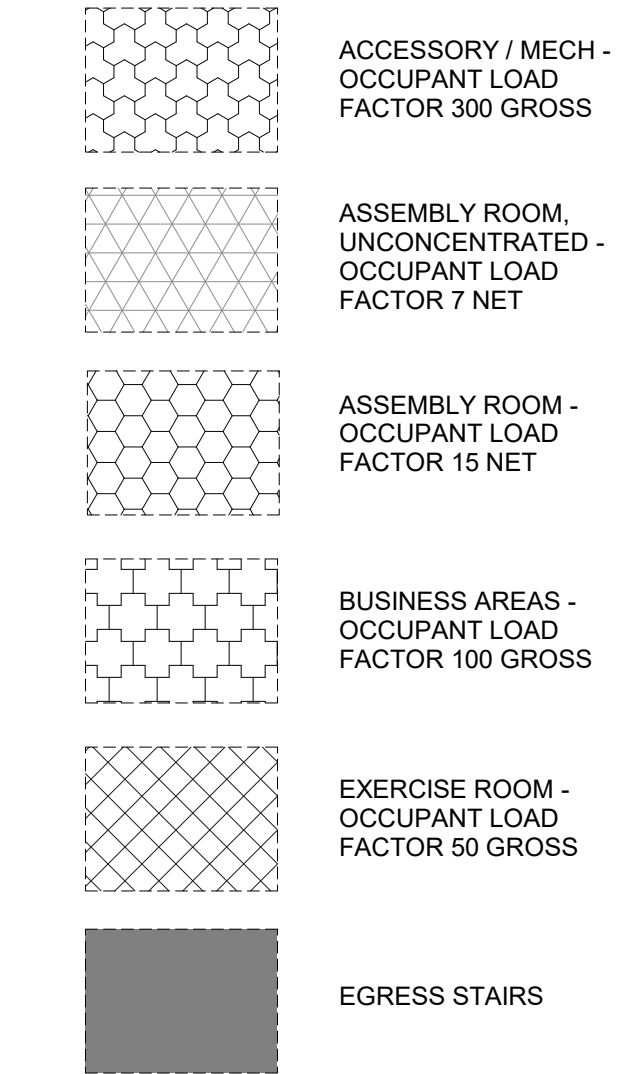 ACCESSORY / MECH -
OCCUPANT LOAD
FACTOR 300 GROSS
ASSEMBLY ROOM,
UNCONCENTRATED -
OCCUPANT LOAD
FACTOR 7 NET
ASSEMBLY ROOM -
OCCUPANT LOAD
FACTOR 15 NET
BUSINESS AREAS -
OCCUPANT LOAD
FACTOR 100 GROSS
EXERCISE ROOM -
OCCUPANT LOAD
FACTOR 50 GROSS
EGRESS STAIRS